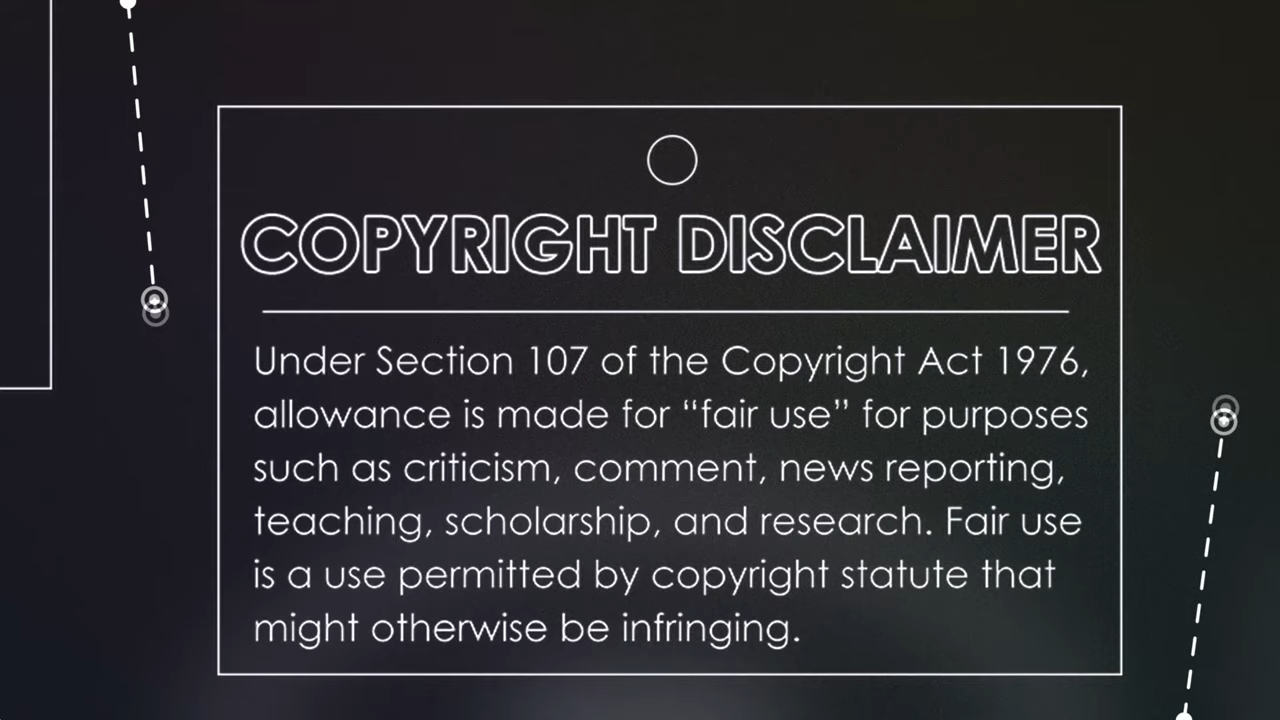 COPYRIGHT DISCLAIMER
Under Section 107 of the Copyright Act 1976,
allowance is made for “fair use” for purposes
such as criticism, comment, news reporting,
teaching, scholarship, and research. Fair use
is a use permitted by copyright statute that
might otherwise be infringing.